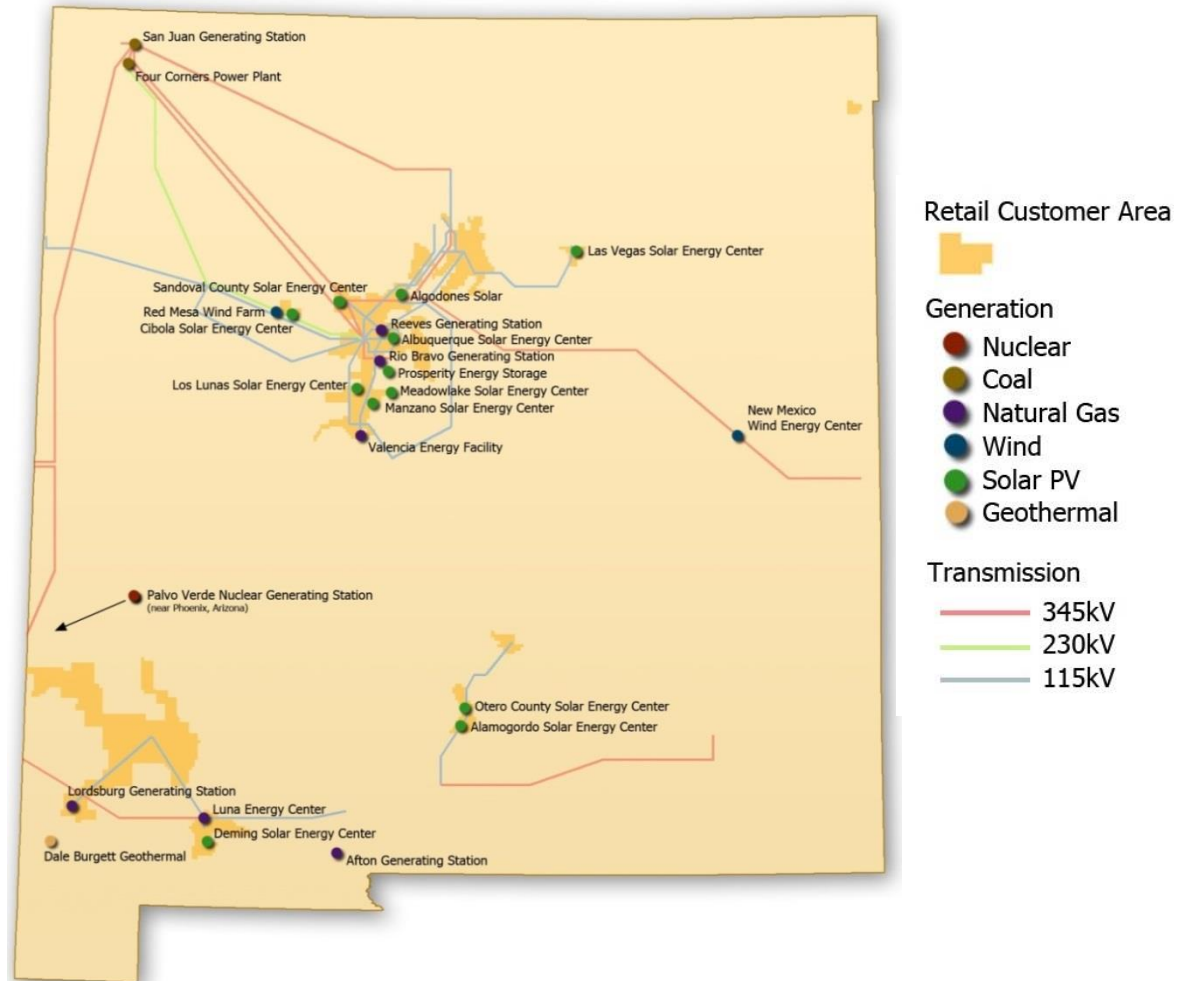 San Juan Generating Station
Four Corners Power Plant
Las Vegas Solar Energy Center
Sandoval County Solar Energy Center
Algodones Solar
Red Mesa Wind Farm
Cibola Solar Energy Center
Reeves Generating Station
Albuquerque Solar Energy Center
Rio Bravo Generating Station
Prosperity Energy Storage
Los Lunas Solar Energy Center
Meadowlake Solar Energy Center
Manzano Solar Energy Center
New Mexico
Wind Energy Center
Valencia Energy Facility
Palvo Verde Nuclear Generating Station
(near Phoenix, Arizona)
Otero County Solar Energy Center
Alamogordo Solar Energy Center
Lordsburg Generating Station
Luna Energy Center
Deming Solar Energy Center
Dale Burgett Geothermal
Afton Generating Station
Retail Customer Area
Generation
Nuclear
Coal
Natural Gas
Wind
Solar PV
Geothermal
Transmission
345kV
230kV
115kV